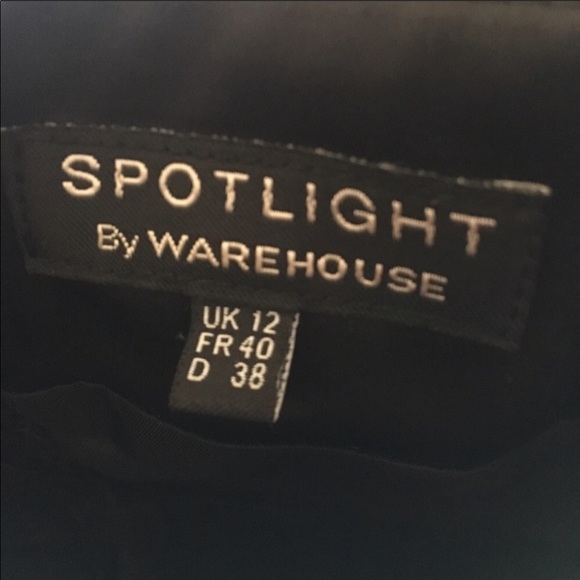 SPOTLIGHT
By WAREHOUSE
UK 12
FR 40
D 38